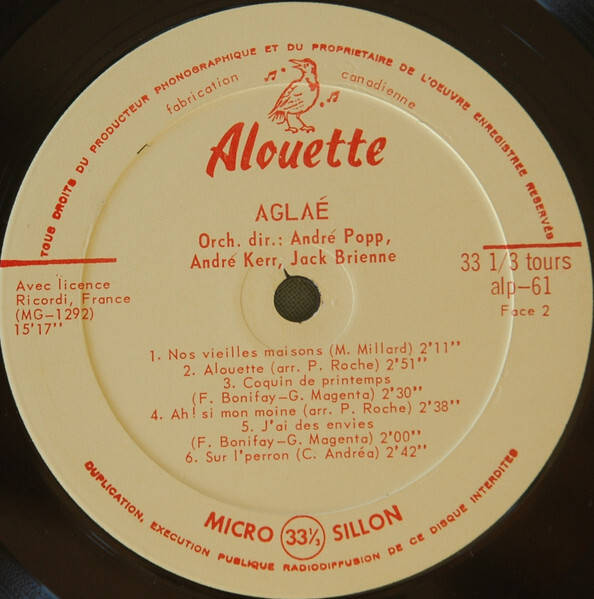 TOUS DROITS DU PRODUCTEUR PHONOGRAPHIQUE ET DU PROPRIETAIRE DE L'OEUVRE ENREGISTREE RESERVÉS
fabrication canadienne
Alouette
AGLAÉ
Orch. dir.: André Popp,
André Kerr, Jack Brienne
33 1/3 tours
alp-61
Face 2
Avec licence
Ricordi, France
(MG-1292)
15'17''
1. Nos vieilles maisons (M. Millard) 2'11''
2. Alouette (arr. P. Roche) 2'51''
3. Coquin de printemps
(F. Bonifay-G. Magenta) 2'30''
4. Ah! si mon moine (arr. P. Roche) 2'38''
5. J'ai des envies
(F. Bonifay-G. Magenta) 2'00''
6. Sur l'perron (C. Andréa) 2'42''
MICRO 33⅓ SILLON
DUPLICATION, EXECUTION PUBLIQUE RADIODIFFUSION DE CE DISQUE INTERDITES